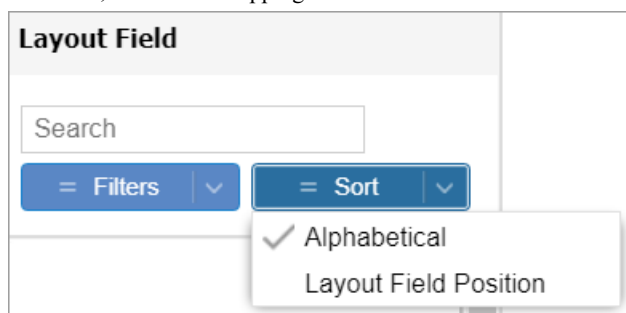 Layout Field
Search
= Filters
= Sort
Alphabetical
Layout Field Position